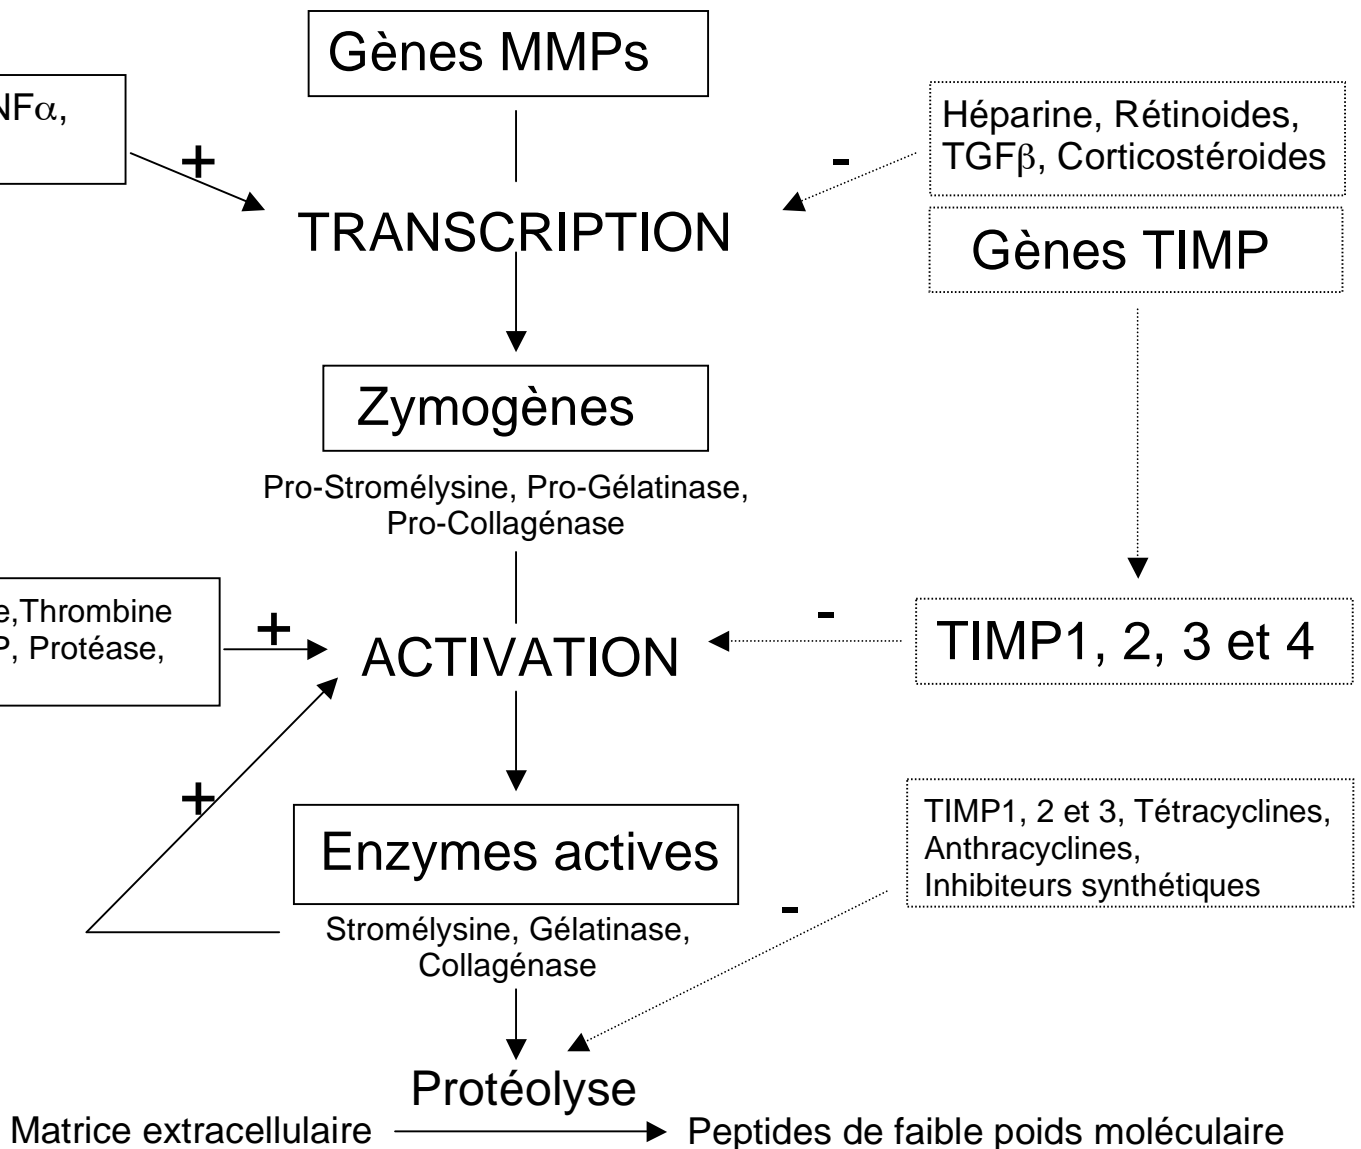 Gènes MMPs
NFα,
+
-
Héparine, Rétinoides,
TGFβ, Corticostéroides
TRANSCRIPTION
Gènes TIMP
Zymogènes
Pro-Stromélysine, Pro-Gélatinase,
Pro-Collagénase
e,Thrombine
P, Protéase,
+
ACTIVATION
-
TIMP1, 2, 3 et 4
+
Enzymes actives
Stromélysine, Gélatinase,
Collagénase
-
TIMP1, 2 et 3, Tétracyclines,
Anthracyclines,
Inhibiteurs synthétiques
Protéolyse
Matrice extracellulaire
Peptides de faible poids moléculaire